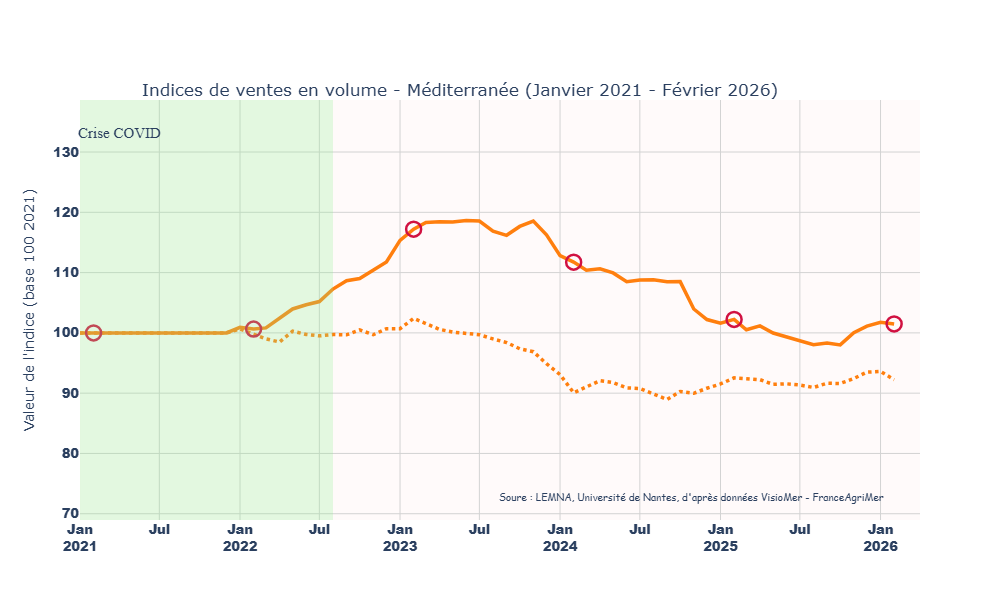 Indices de ventes en volume - Méditerranée (Janvier 2021 - Février 2026)
Crise COVID
Valeur de l'indice (base 100 2021)
130
120
110
100
90
80
70
Soure : LEMNA, Université de Nantes, d'après données VisioMer - FranceAgriMer
Jan Jul Jan Jul Jan Jul Jan Jul Jan Jul Jan
2021 2022 2023 2024 2025 2026